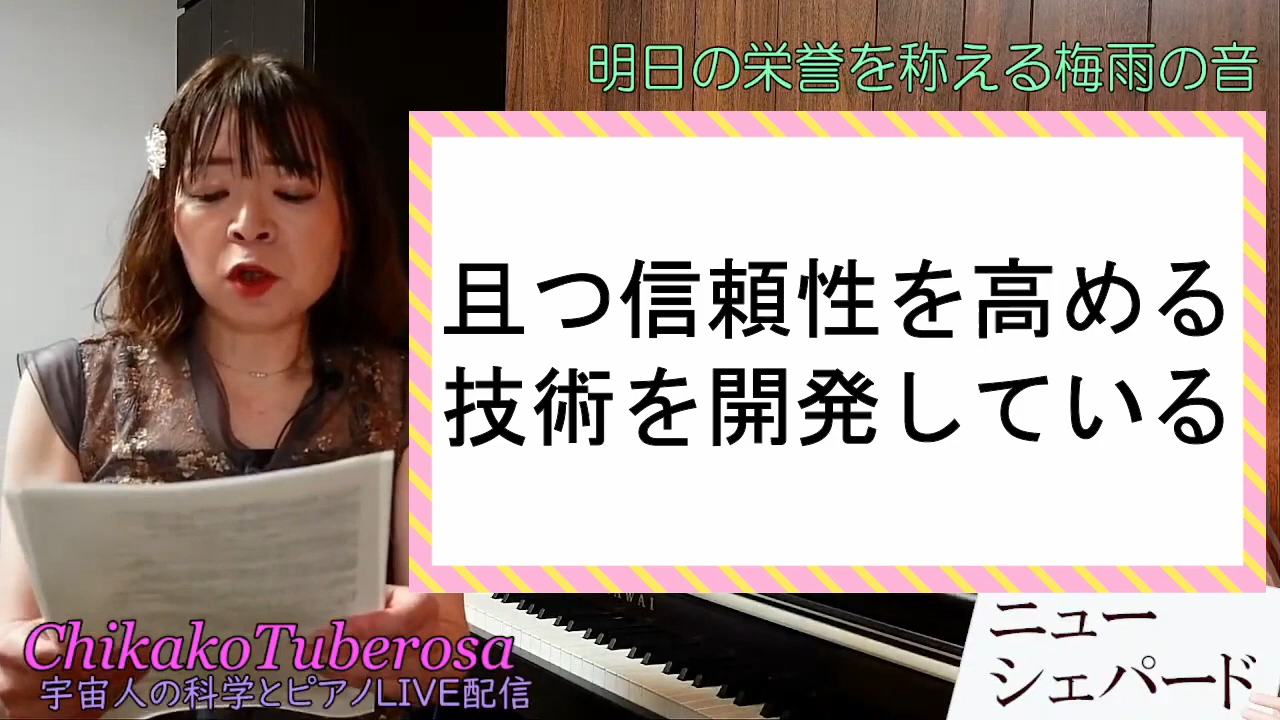 明日の栄誉を称える梅雨の音
且つ信頼性を高める
技術を開発している
ニュー
シェパード
ChikakoTuberosa
宇宙人の科学とピアノLIVE配信